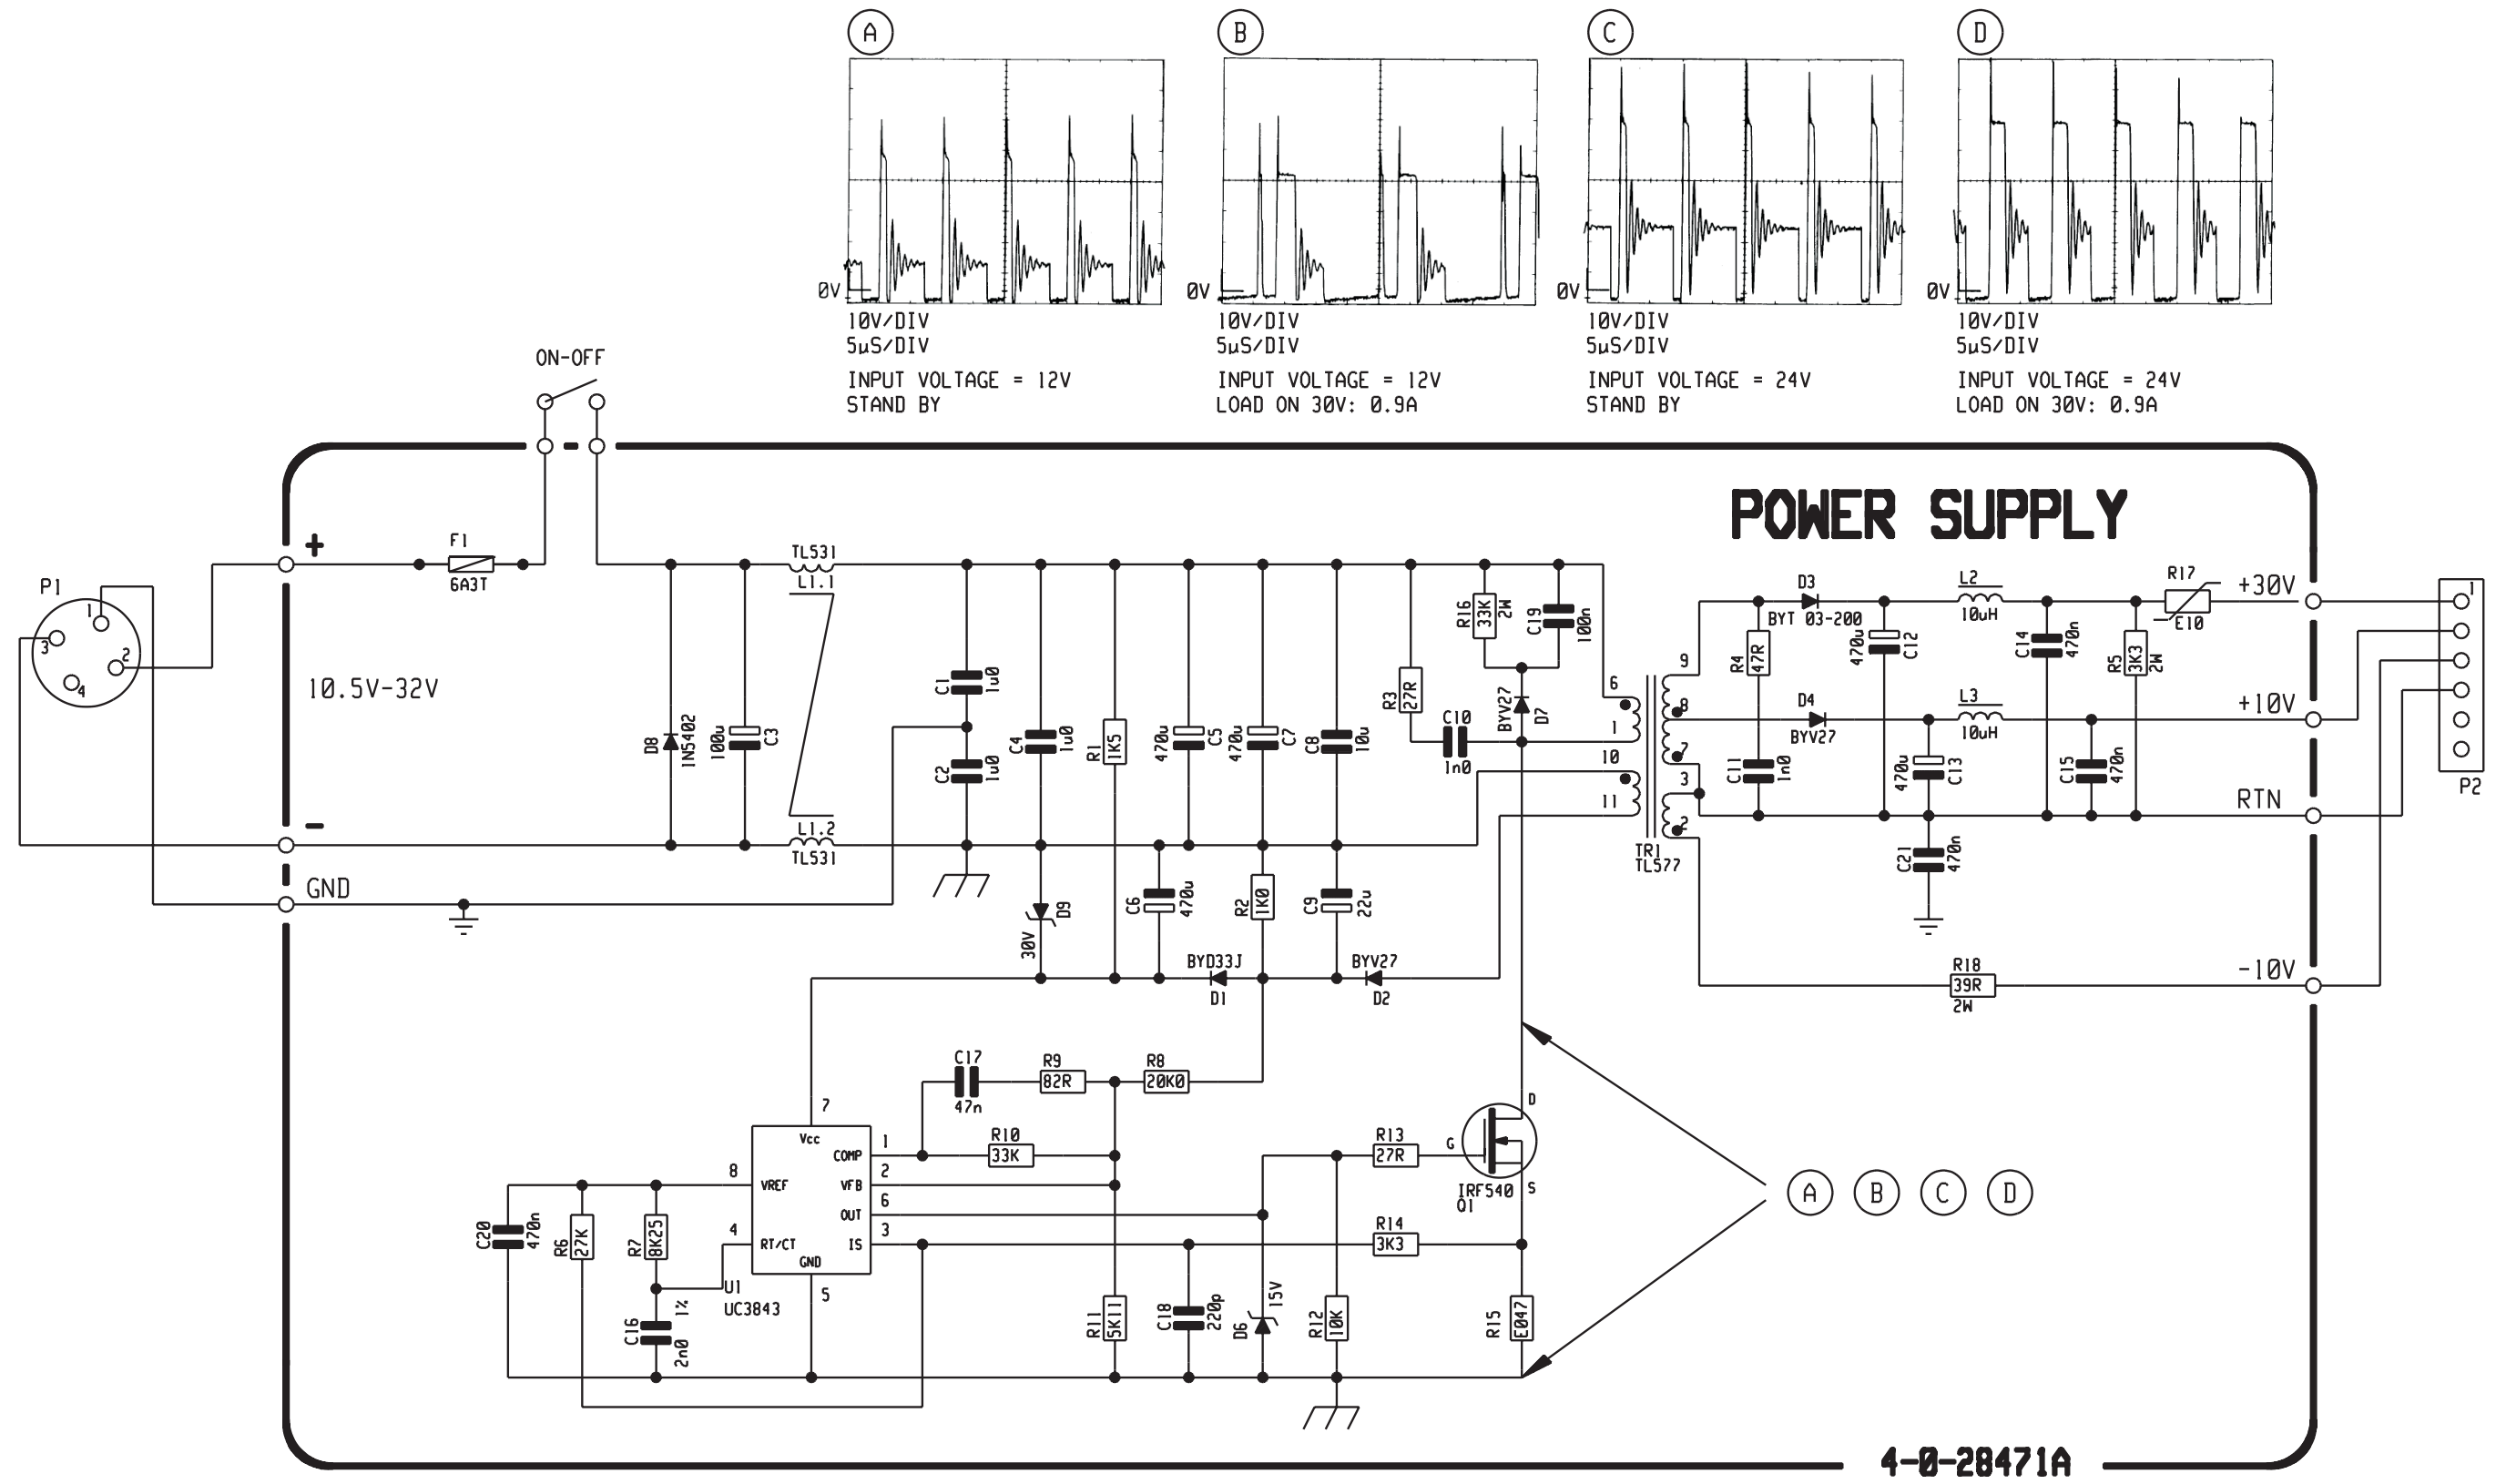 A B C D
0V 0V 0V 0V
10V/DIV 10V/DIV 10V/DIV 10V/DIV
5µS/DIV 5µS/DIV 5µS/DIV 5µS/DIV
INPUT VOLTAGE = 12V INPUT VOLTAGE = 12V INPUT VOLTAGE = 24V INPUT VOLTAGE = 24V
STAND BY LOAD ON 30V: 0.9A STAND BY LOAD ON 30V: 0.9A
ON-OFF
POWER SUPPLY
P1
1
2
3
4
+
F1
6A3T
10.5V-32V
-
GND
D8
1N5402
100u
C3
TL531
L1.1
L1.2
TL531
C1
1u0
C2
1u0
C4
1u0
R1
1K5
470u
C5
470u
C7
C8
10u
R3
27R
C10
1n0
R16
33K
2W
C19
100n
BYV27
D7
6
1
10
11
9
8
7
3
2
TR1
TL577
D3
BYT 03-200
R4
47R
470u
C12
L2
10uH
C14
470n
R5
3K3
2W
R17
E10
+30V
D4
BYV27
L3
10uH
+10V
C11
1n0
470u
C13
C15
470n
RTN
C21
470n
R18
39R
2W
-10V
1
P2
30V
D9
C6
470u
R2
1K0
C9
22u
BYD33J
D1
BYV27
D2
C17
47n
R9
82R
R8
20K0
R10
33K
7
Vcc
COMP
1
8
VREF
VFB
2
OUT
6
4
RT/CT
IS
3
GND
5
U1
UC3843
C20
470n
R6
27K
R7
8K25
C16
1%
2n0
R11
5K11
C18
220p
D6
15V
R12
10K
R13
27R
R14
3K3
R15
E047
D
G
S
IRF540
Q1
A B C D
4-0-28471A